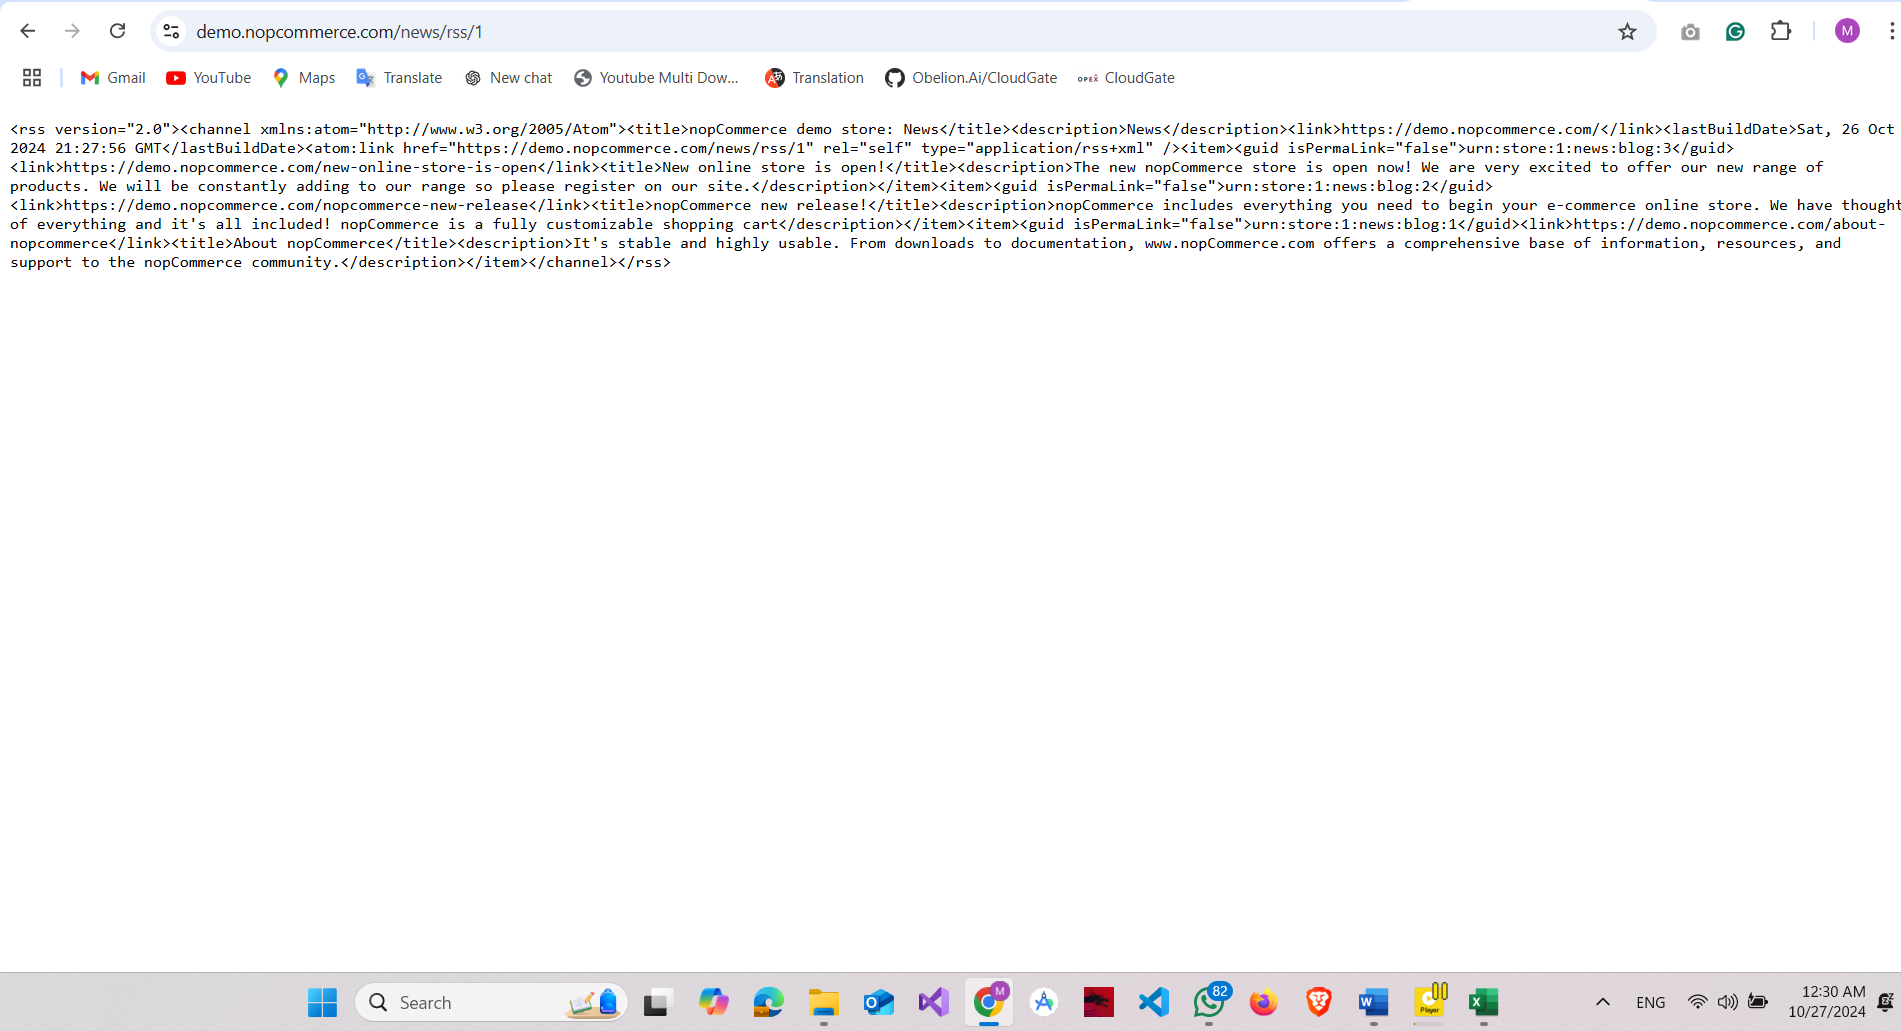 demo.nopcommerce.com/news/rss/1
M
Gmail
YouTube
Maps
Translate
New chat
Youtube Multi Dow...
Translation
Obelion.Ai/CloudGate
OPEX
CloudGate
<rss version="2.0"><channel xmlns:atom="http://www.w3.org/2005/Atom"><title>nopCommerce demo store: News</title><description>News</description><link>https://demo.nopcommerce.com/</link><lastBuildDate>Sat, 26 Oct
2024 21:27:56 GMT</lastBuildDate><atom:link href="https://demo.nopcommerce.com/news/rss/1" rel="self" type="application/rss+xml" /><item><guid isPermaLink="false">urn:store:1:news:blog:3</guid>
<link>https://demo.nopcommerce.com/new-online-store-is-open</link><title>New online store is open!</title><description>The new nopCommerce store is open now! We are very excited to offer our new range of
products. We will be constantly adding to our range so please register on our site.</description></item><item><guid isPermaLink="false">urn:store:1:news:blog:2</guid>
<link>https://demo.nopcommerce.com/nopcommerce-new-release</link><title>nopCommerce new release!</title><description>nopCommerce includes everything you need to begin your e-commerce online store. We have thought
of everything and it's all included! nopCommerce is a fully customizable shopping cart</description></item><item><guid isPermaLink="false">urn:store:1:news:blog:1</guid><link>https://demo.nopcommerce.com/about-
nopcommerce</link><title>About nopCommerce</title><description>It's stable and highly usable. From downloads to documentation, www.nopCommerce.com offers a comprehensive base of information, resources, and
support to the nopCommerce community.</description></item></channel></rss>
Search
M
82
Player
ENG
12:30 AM
10/27/2024